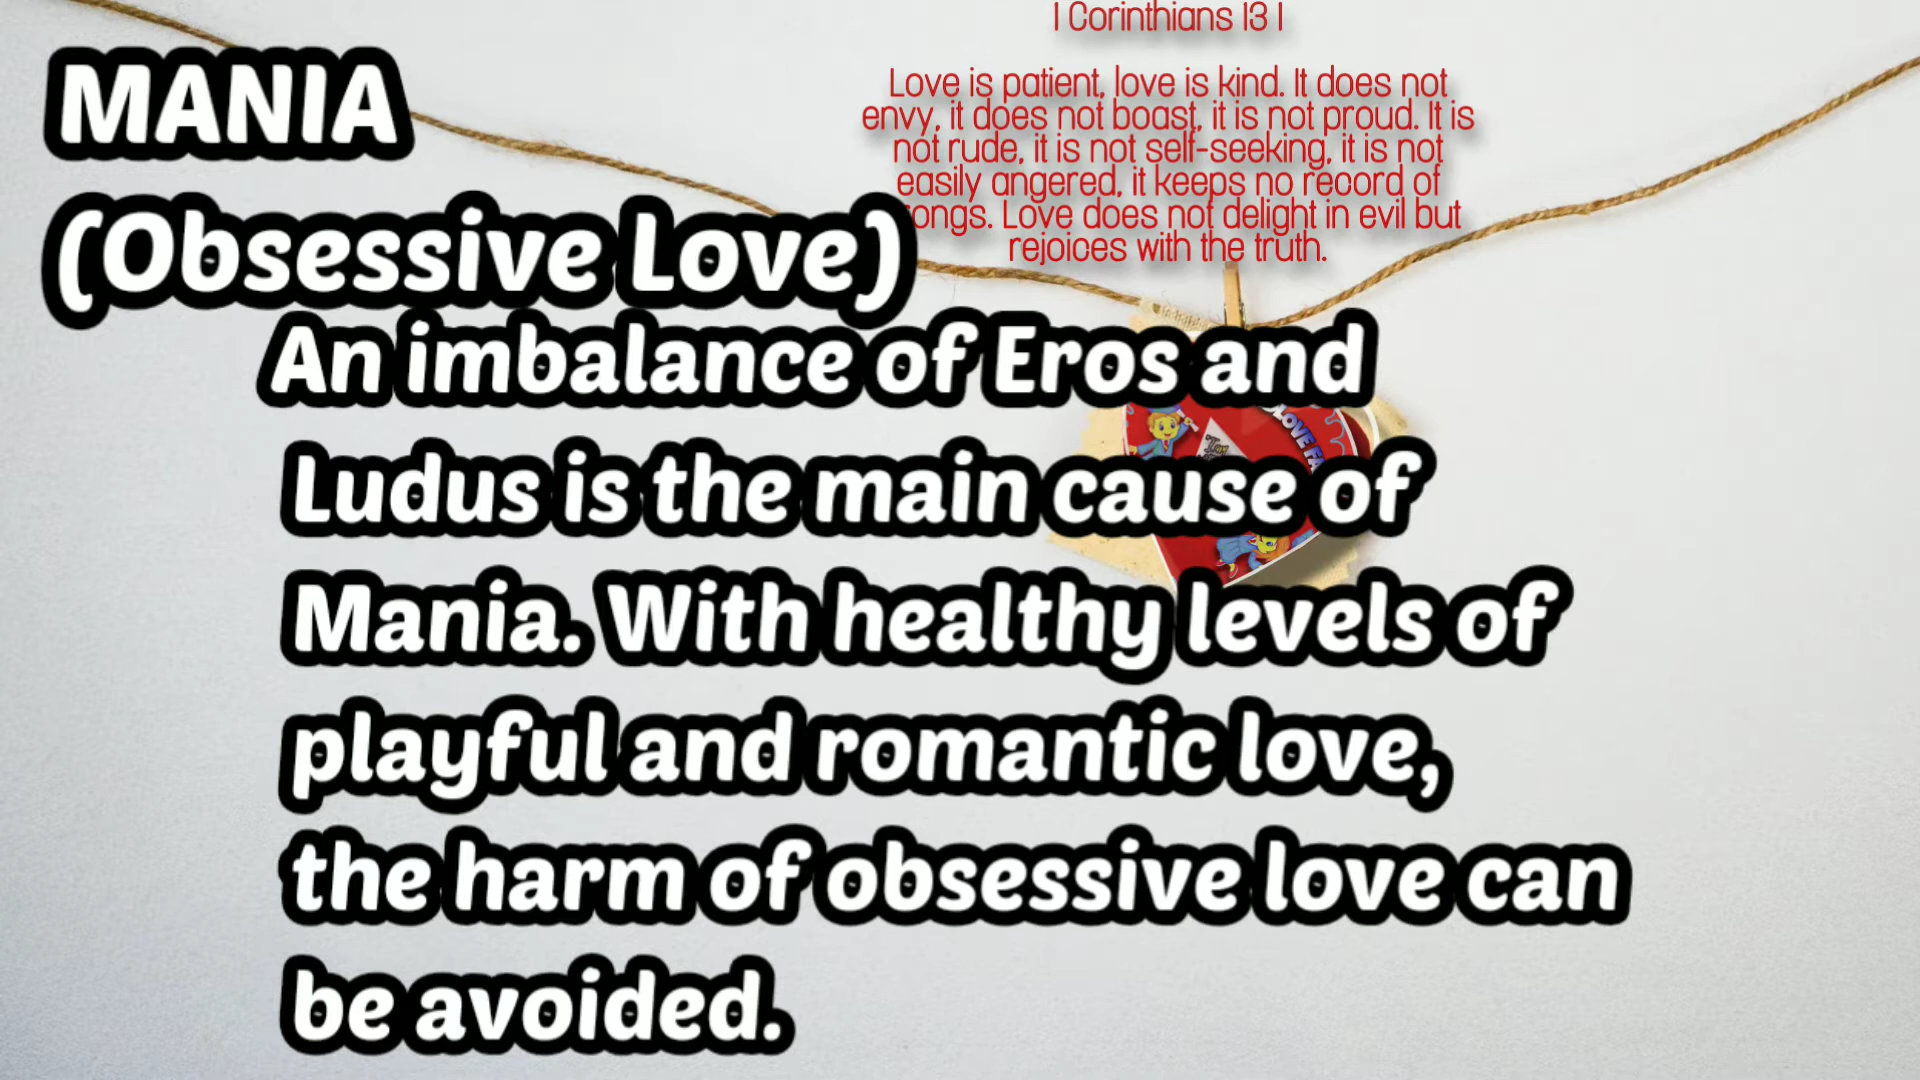 1 Corinthians 13 1
Love is patient, love is kind. It does not
envy, it does not boast, it is not proud. It is
not rude, it is not self-seeking, it is not
easily angered, it keeps no record of
Love does not delight in evil but
rejoices with the truth.
MANIA
(Obsessive Love)
An imbalance of Eros and
Ludus is the main cause of
Mania. With healthy levels of
playful and romantic love,
the harm of obsessive love can
be avoided.
LOVE